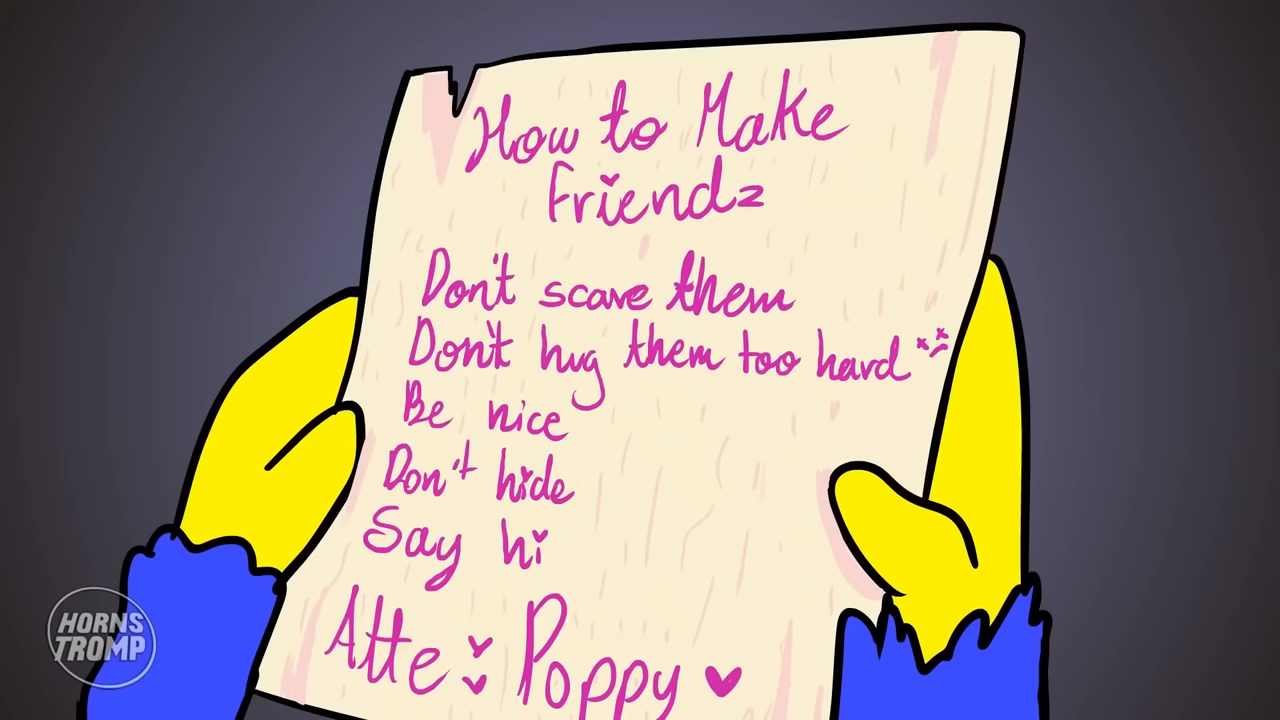 How to Make
Friendz
Don't scare them
Don't hug them too hard
Be nice
Don't hide
Say hi
Atte: Poppy
HORNS
TROMP